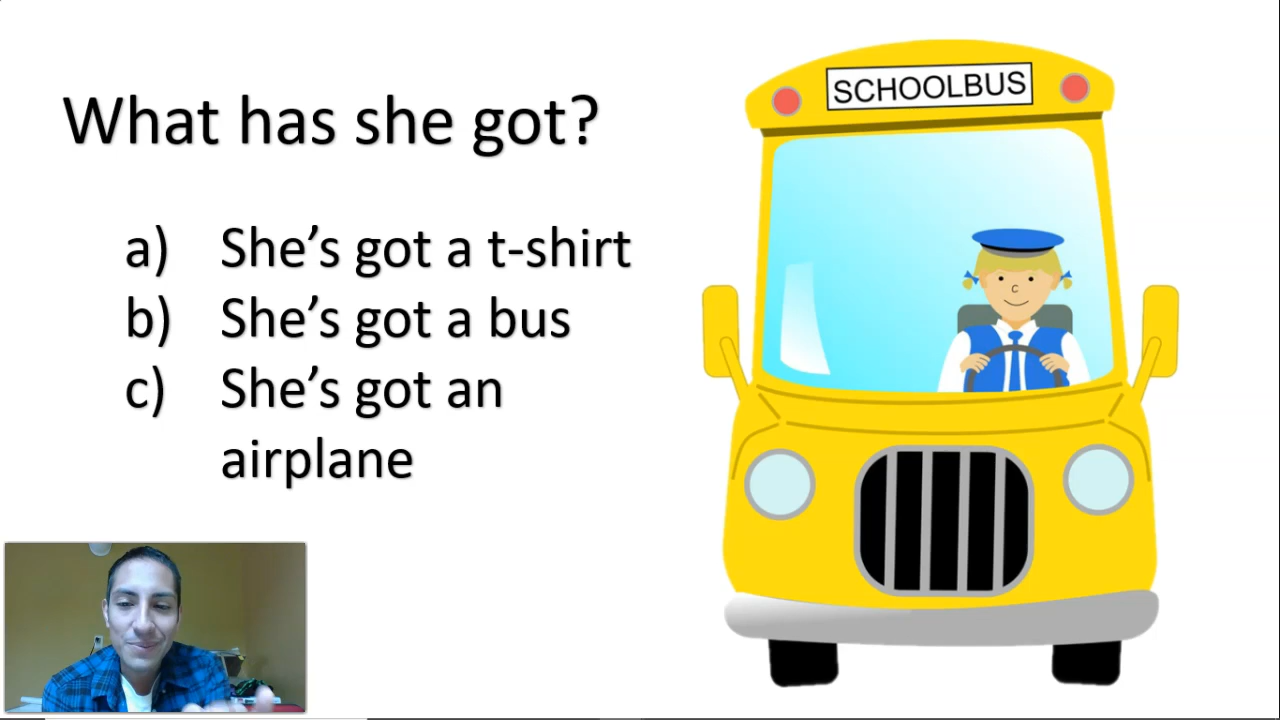 What has she got?
a) She's got a t-shirt
b) She's got a bus
c) She's got an
airplane
SCHOOLBUS